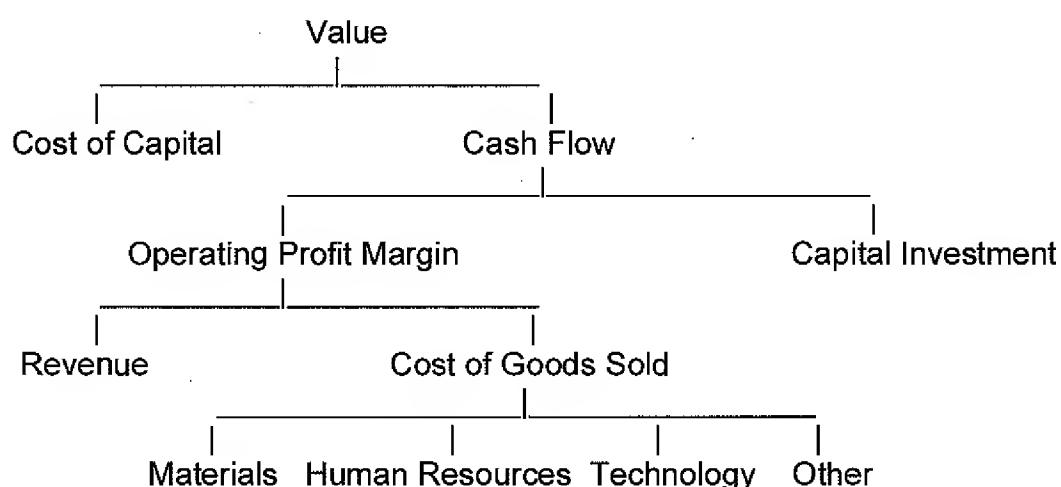 Value
Cost of Capital Cash Flow
Operating Profit Margin Capital Investment
Revenue Cost of Goods Sold
Materials Human Resources Technology Other